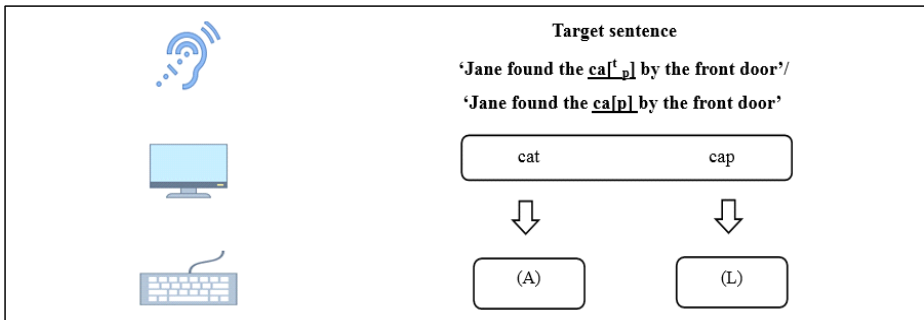 Target sentence
‘Jane found the ca[ᵗ ₚ] by the front door’/
‘Jane found the ca[p] by the front door’
cat cap
(A) (L)